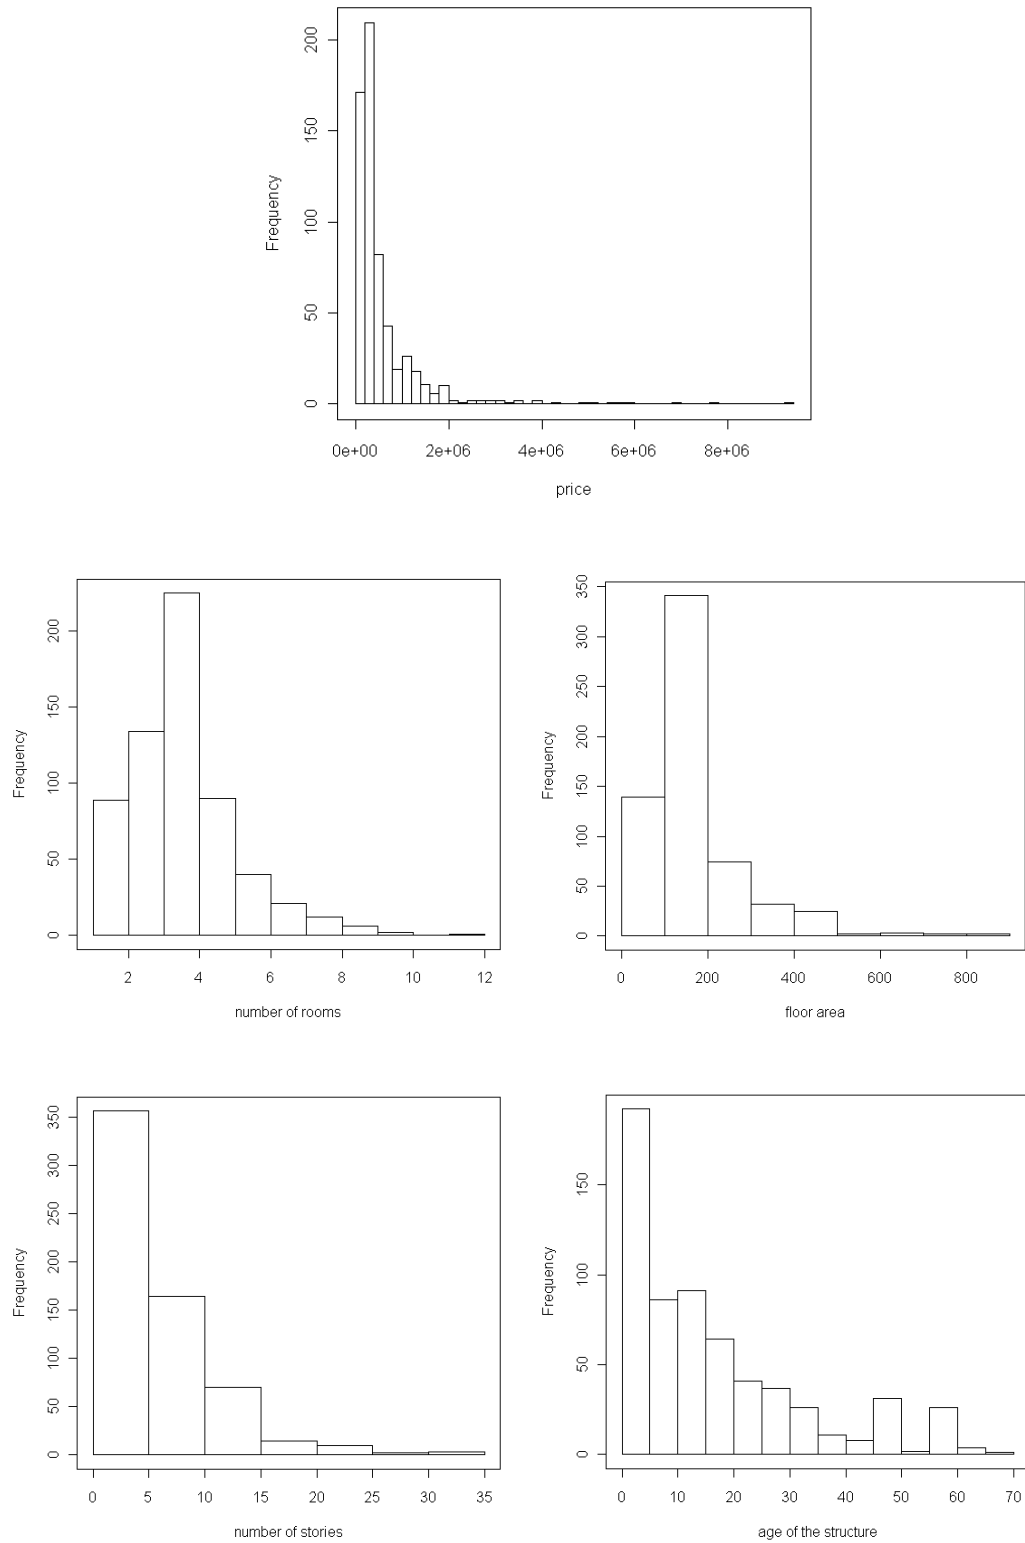 Frequency
0 50 100 150 200
0e+00 2e+06 4e+06 6e+06 8e+06
price
Frequency
0 50 100 150 200
2 4 6 8 10 12
number of rooms
Frequency
0 50 100 150 200 250 300 350
0 200 400 600 800
floor area
Frequency
0 50 100 150 200 250 300 350
0 5 10 15 20 25 30 35
number of stories
Frequency
0 50 100 150
0 10 20 30 40 50 60 70
age of the structure